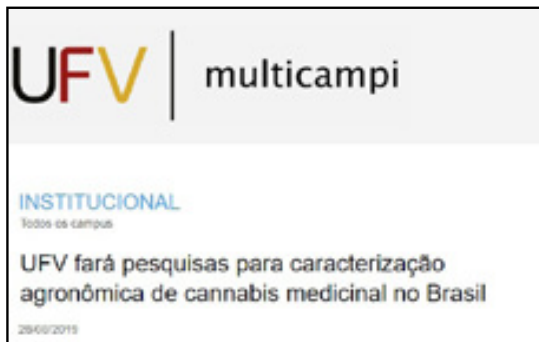 UFV multicampi
INSTITUCIONAL
Todos os campus
UFV fará pesquisas para caracterização
agronômica de cannabis medicinal no Brasil